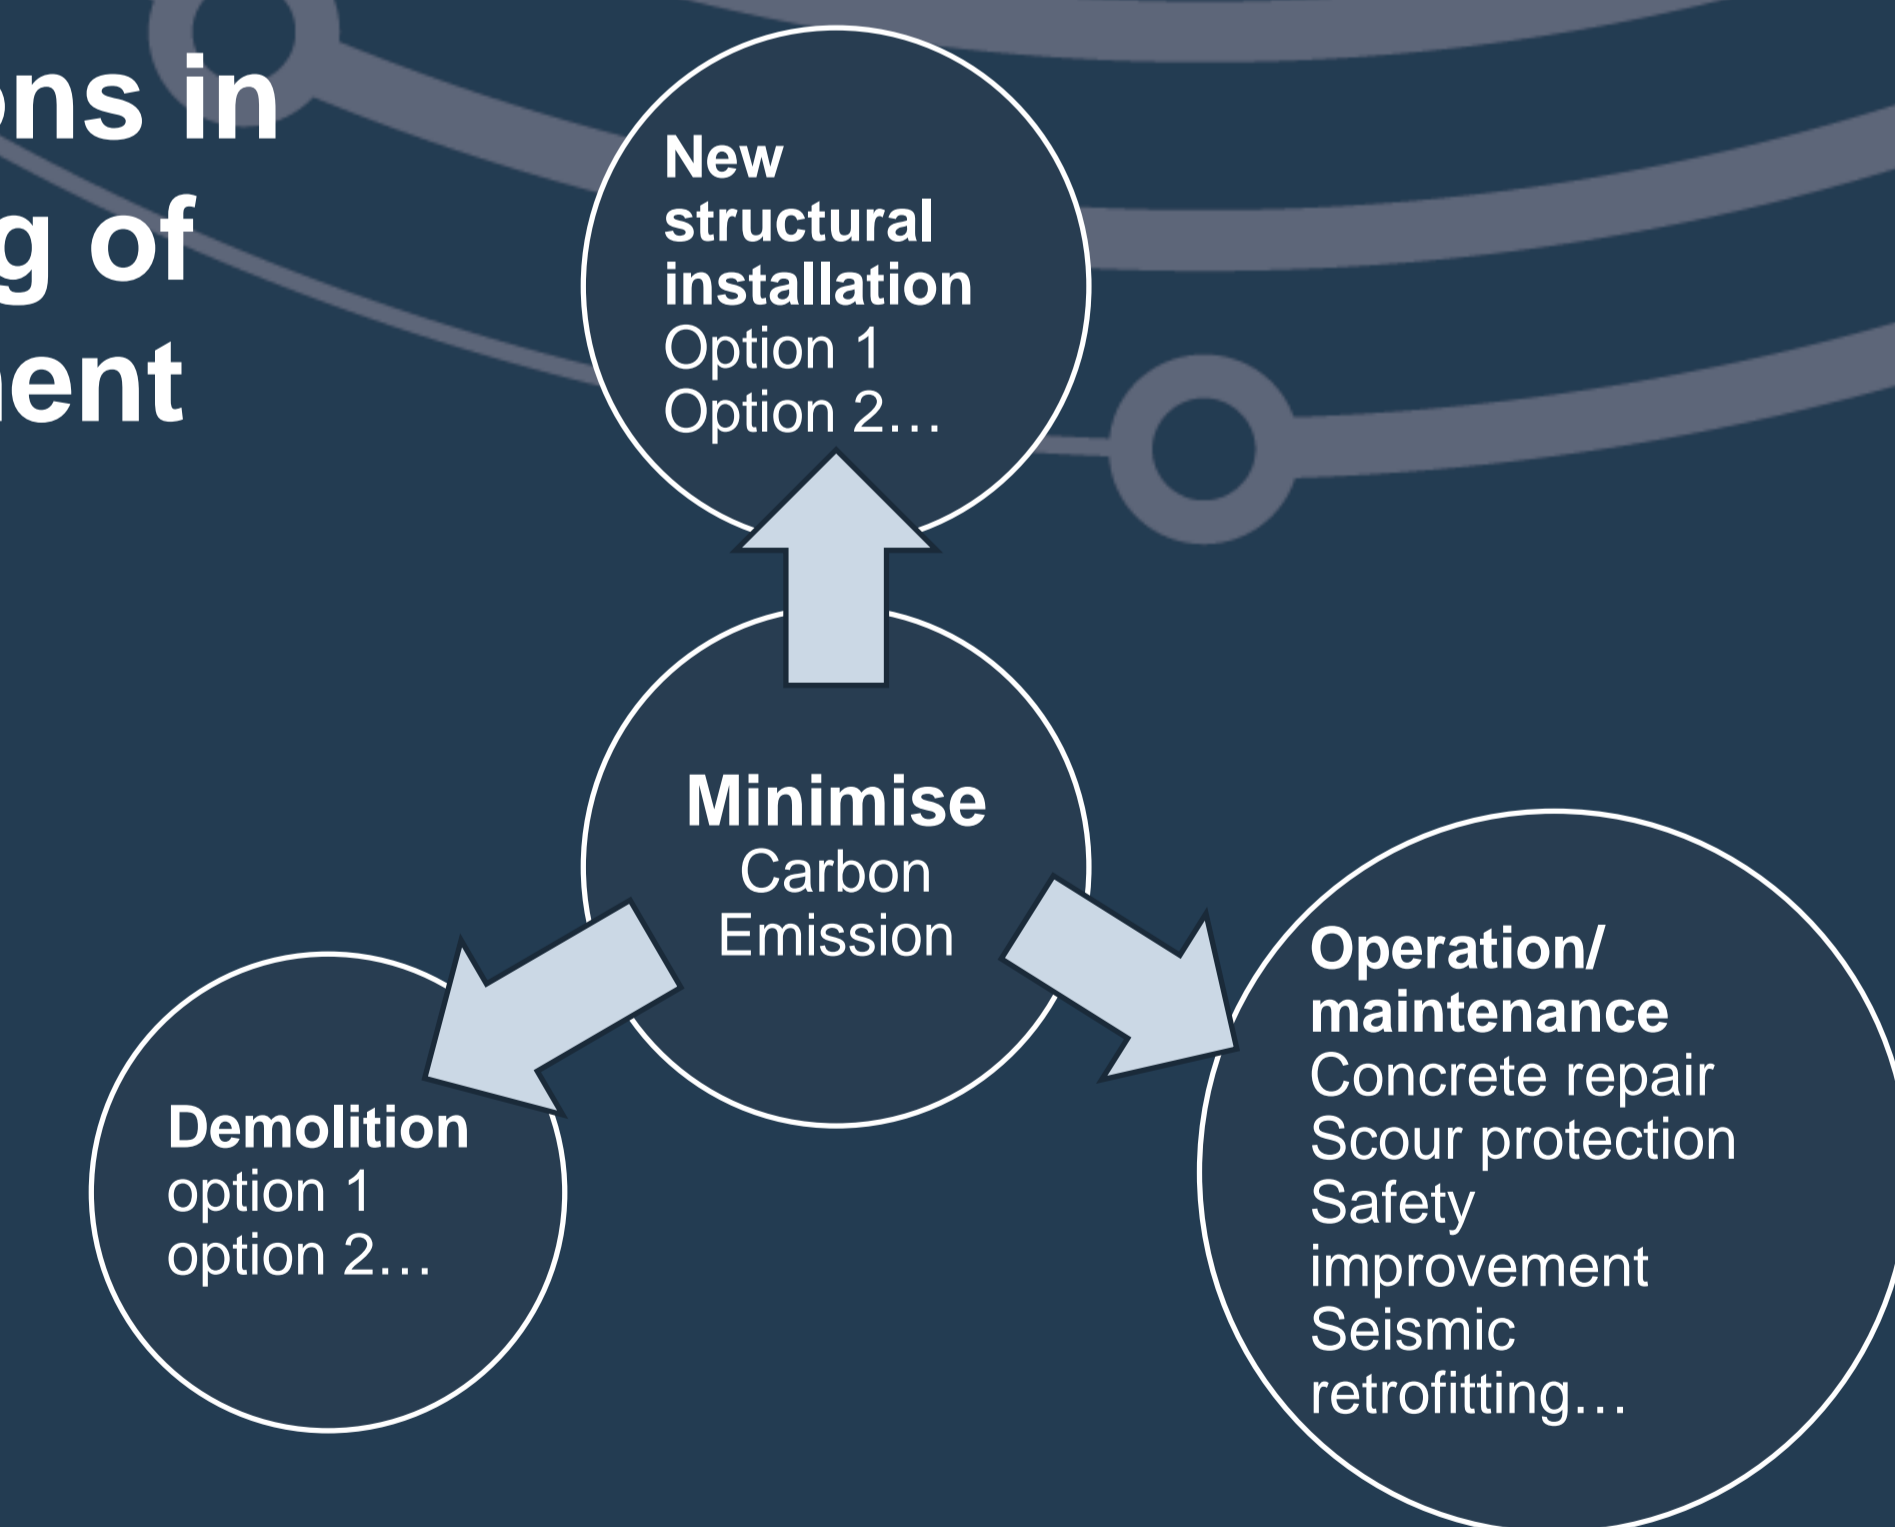 ons in
g of
ent
New
structural
installation
Option 1
Option 2…
Minimise
Carbon
Emission
Demolition
option 1
option 2…
Operation/
maintenance
Concrete repair
Scour protection
Safety
improvement
Seismic
retrofitting…